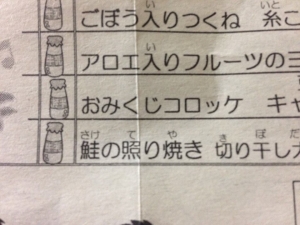 ごぼう入りつくね 糸こ
アロエ入りフルーツの
おみくじコロッケ キャ
鮭の照り焼き 切り干し